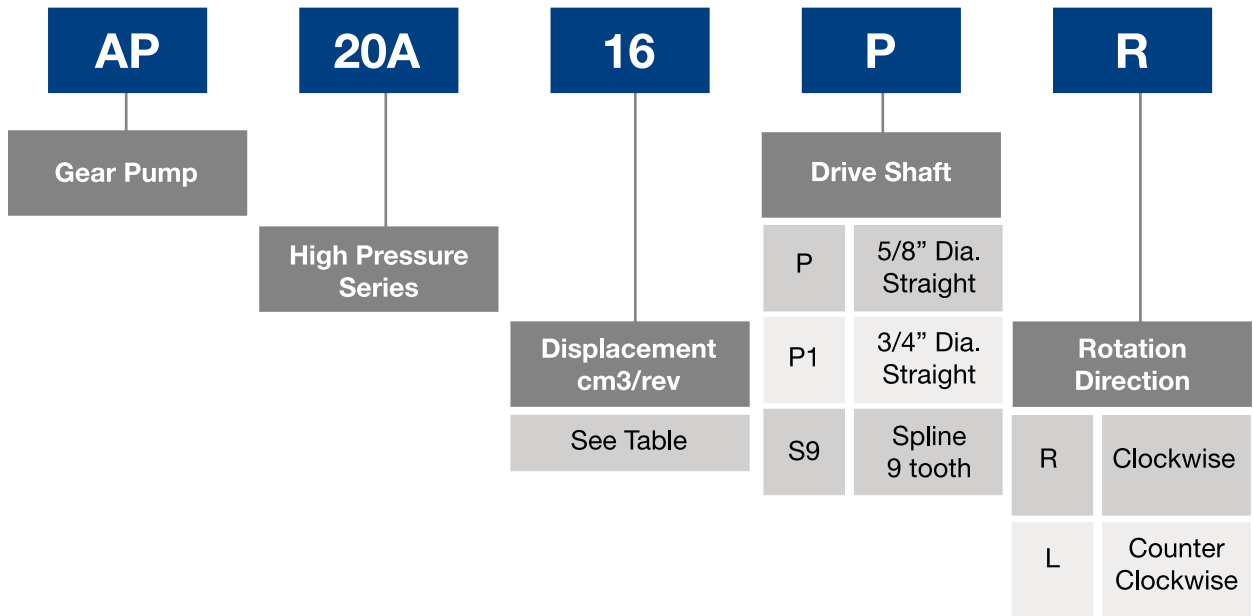 AP
20A
16
P
R
Gear Pump
High Pressure
Series
Displacement
cm3/rev
See Table
Drive Shaft
P
5/8” Dia.
Straight
P1
3/4” Dia.
Straight
S9
Spline
9 tooth
Rotation
Direction
R
Clockwise
L
Counter
Clockwise